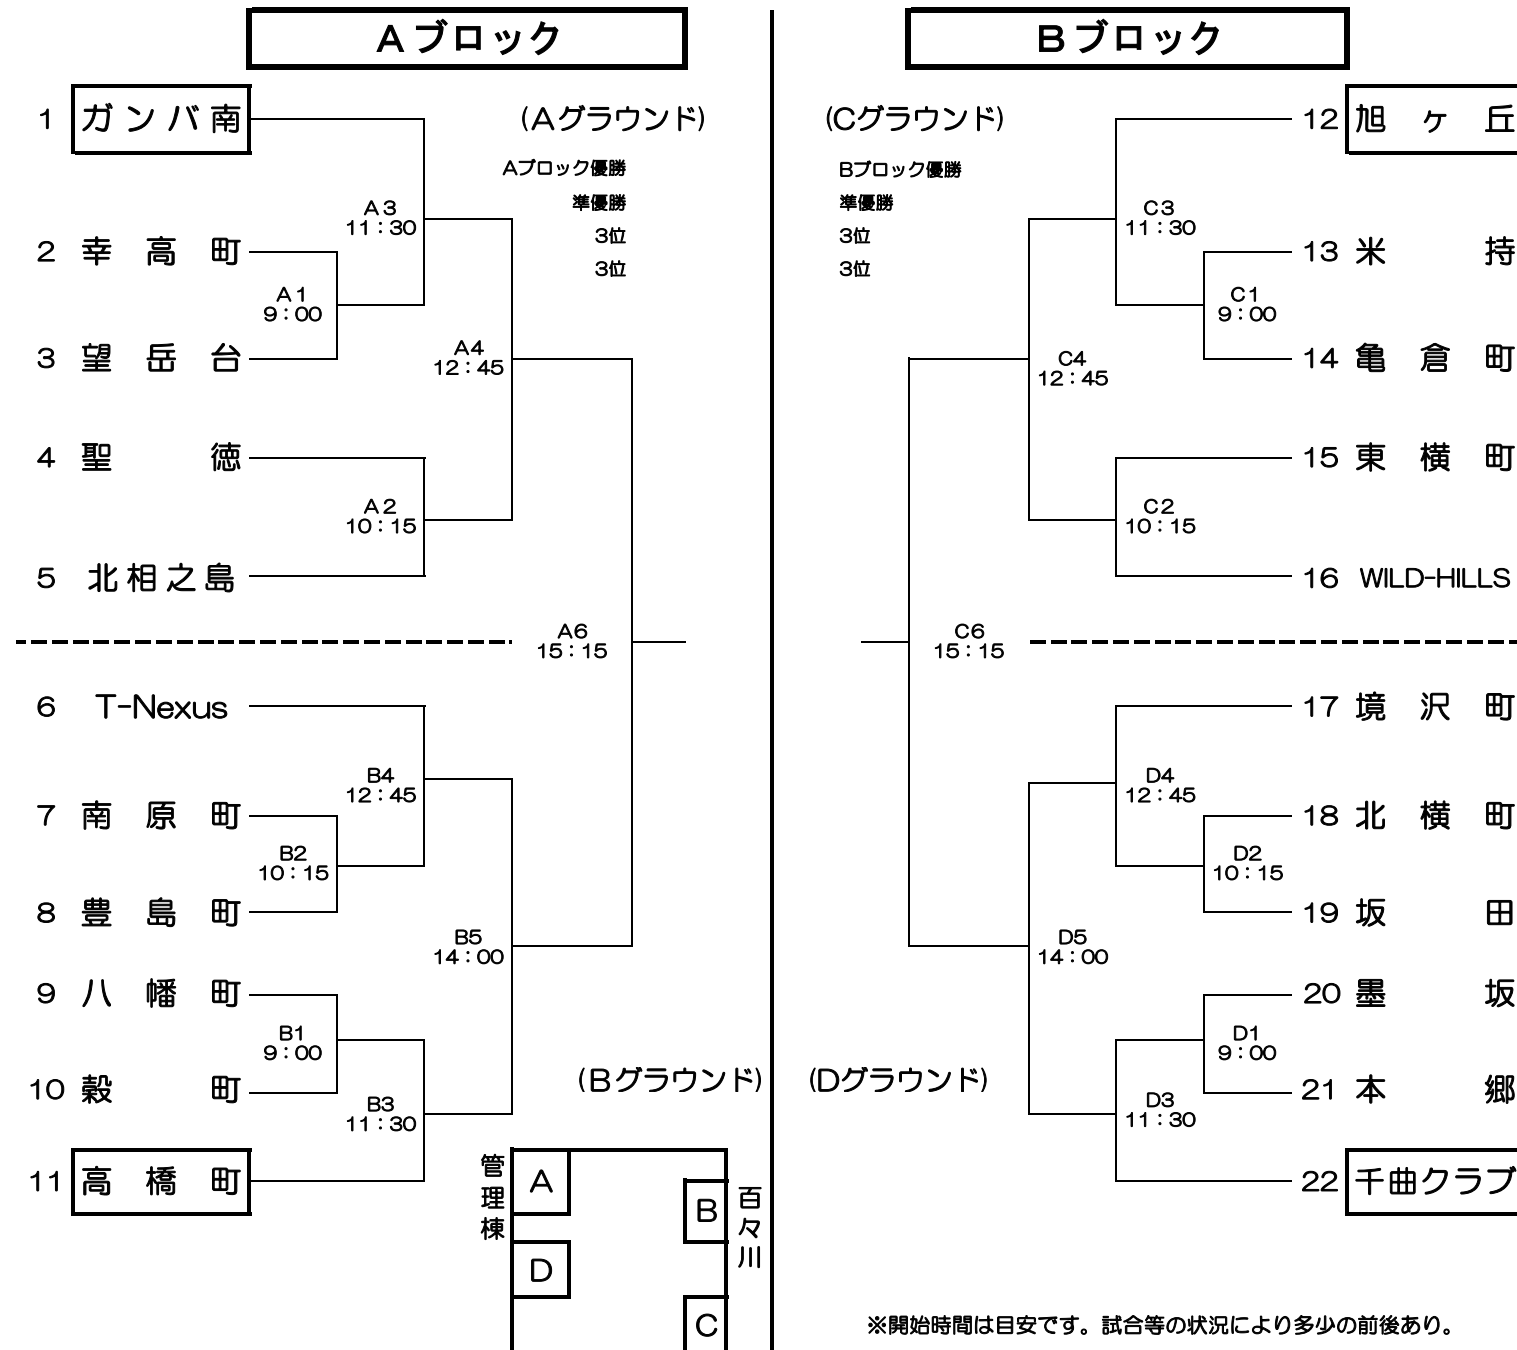 Aブロック
(Aグラウンド)
Aブロック優勝
準優勝
3位
3位
1 ガンバ南
A3
11:30
2 幸高町
A1
9:00
3 望岳台
A4
12:45
4 聖徳
A2
10:15
5 北相之島
A6
15:15
6 T-Nexus
B4
12:45
7 南原町
B2
10:15
8 豊島町
B5
14:00
9 八幡町
B1
9:00
10 穀町
B3
11:30
11 高橋町
(Bグラウンド)
管理棟
A
B
D
C
百々川
Bブロック
(Cグラウンド)
Bブロック優勝
準優勝
3位
3位
12 旭ヶ丘
C3
11:30
13 米持
C1
9:00
14 亀倉町
C4
12:45
15 東横町
C2
10:15
16 WILD-HILLS
C6
15:15
17 境沢町
D4
12:45
18 北横町
D2
10:15
19 坂田
D5
14:00
20 墨坂
D1
9:00
21 本郷
D3
11:30
22 千曲クラブ
(Dグラウンド)
※開始時間は目安です。試合等の状況により多少の前後あり。